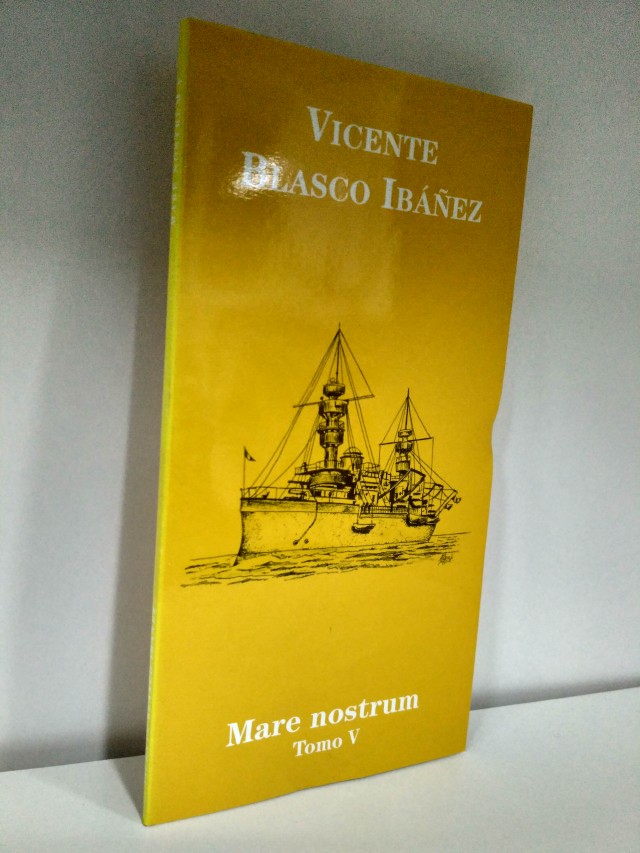 VICENTE
BLASCO IBÁÑEZ
Mare nostrum
Tomo V